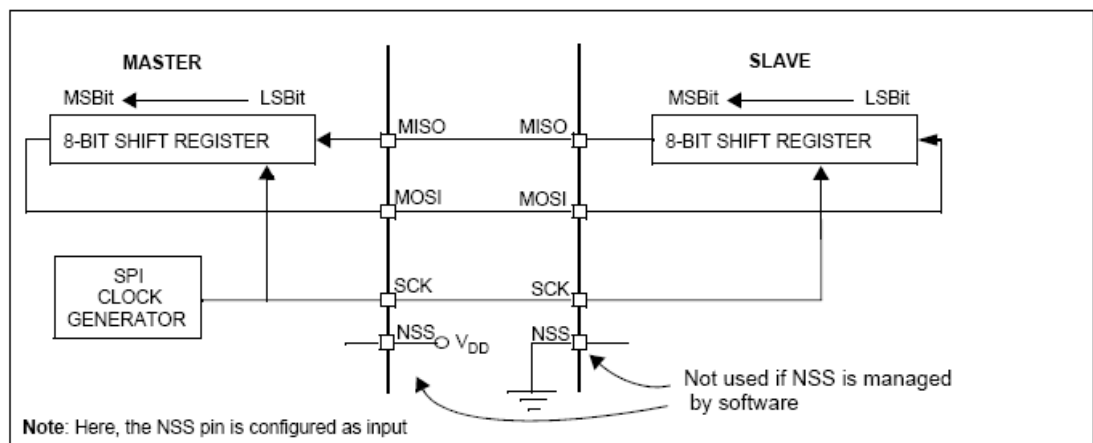 MASTER
SLAVE
MSBit LSBit
MSBit LSBit
8-BIT SHIFT REGISTER
MISO
MISO
8-BIT SHIFT REGISTER
MOSI
MOSI
SPI
CLOCK
GENERATOR
SCK
SCK
NSS
VDD
NSS
Not used if NSS is managed
by software
Note: Here, the NSS pin is configured as input